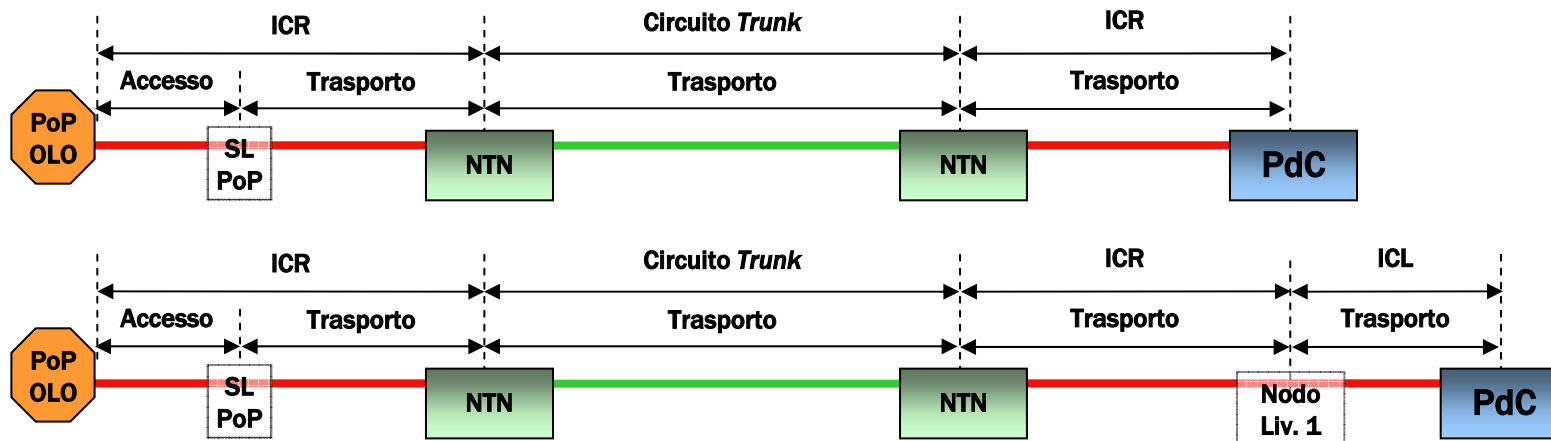 ICR Circuito Trunk ICR
Accesso Trasporto Trasporto Trasporto
PoP
OLO
SL
PoP
NTN
NTN
PdC
ICR Circuito Trunk ICR ICL
Accesso Trasporto Trasporto Trasporto Trasporto
PoP
OLO
SL
PoP
NTN
NTN
Nodo
Liv. 1
PdC